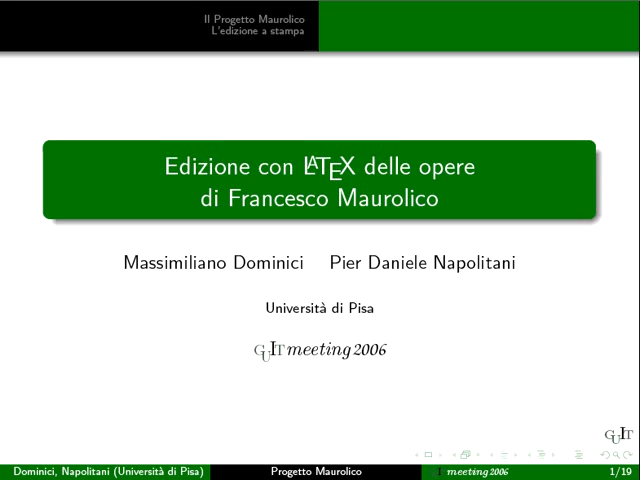 Il Progetto Maurolico
L'edizione a stampa
Edizione con LATEX delle opere
di Francesco Maurolico
Massimiliano Dominici Pier Daniele Napolitani
Università di Pisa
GUIT meeting 2006
GUIT
Dominici, Napolitani (Università di Pisa) Progetto Maurolico meeting 2006 1/19